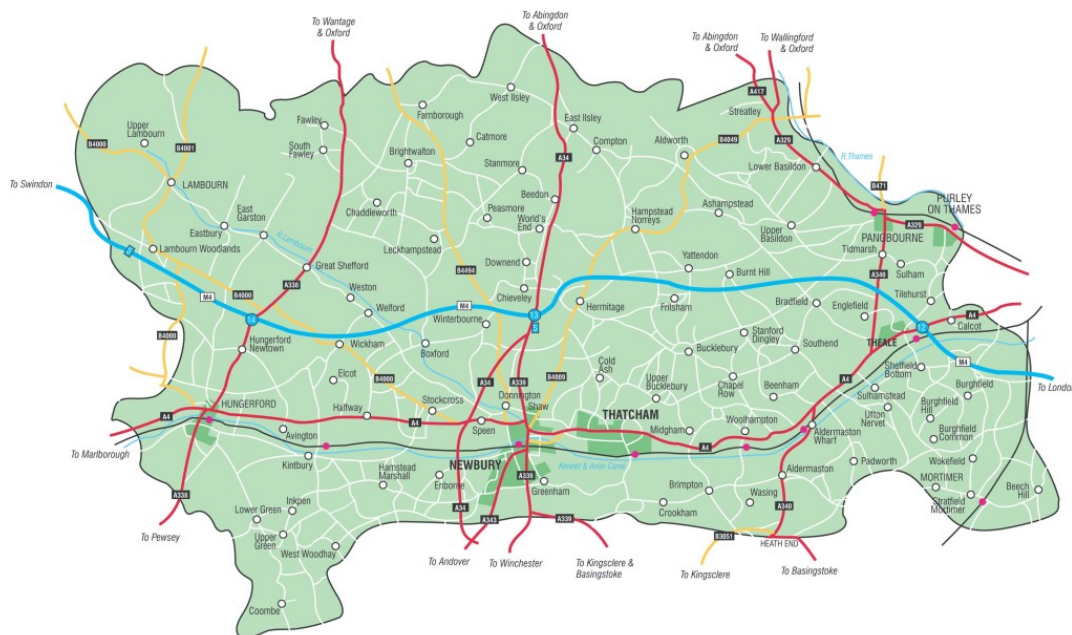 To Wantage
& Oxford
To Abingdon
& Oxford
To Abingdon
& Oxford
To Wallingford
& Oxford
A417
Streatley
West Ilsley
Farnborough
Fawley
East Ilsley
Upper
Lambourn
B4000
B4001
South
Fawley
Catmore
Brightwalton
Stanmore
A34
Compton
Aldworth
B4049
A329
Lower Basildon
R.Thames
B471
To Swindon
LAMBOURN
Beedon
PURLEY
ON THAMES
East
Garston
Chaddleworth
Peasmore
World's
End
Hampstead
Norreys
Ashampstead
A329
Eastbury
R.Lambourn
Leckhampstead
Upper
Basildon
PANGBOURNE
Tidmarsh
Lambourn Woodlands
Great Shefford
B4494
Downend
Yattendon
Burnt Hill
A340
Sulham
A338
Weston
Chieveley
M4
B4000
Welford
M4
Hermitage
Frilsham
Bradfield
Englefield
Tilehurst
14
Winterbourne
13
S
A4
Calcot
12
B4000
Hungerford
Newtown
Wickham
Boxford
Bucklebury
Stanford
Dingley
Southend
THEALE
M4
Sheffield
Bottom
Elcot
B4000
A34
A339
B4009
Cold
Ash
Upper
Bucklebury
Chapel
Row
Beenham
A4
Sulhamstead
Burghfield
To London
HUNGERFORD
Stockcross
Donnington
Shaw
Halfway
THATCHAM
Woolhampton
Ufton
Nervet
Burghfield
Hill
A4
A4
Speen
Midgham
Aldermaston
Wharf
Burghfield
Common
Avington
A4
To Marlborough
Kintbury
NEWBURY
Kennet & Avon Canal
Padworth
Wokefield
Hamstead
Marshall
Enborne
A339
Greenham
Brimpton
Aldermaston
MORTIMER
Beech
Hill
A338
Inkpen
Wasing
Stratfield
Mortimer
Lower Green
A34
A343
A339
Crookham
A340
To Pewsey
Upper
Green
B3051
HEATH END
West Woodhay
To Andover
To Winchester
To Kingsclere &
Basingstoke
To Kingsclere
To Basingstoke
Coombe